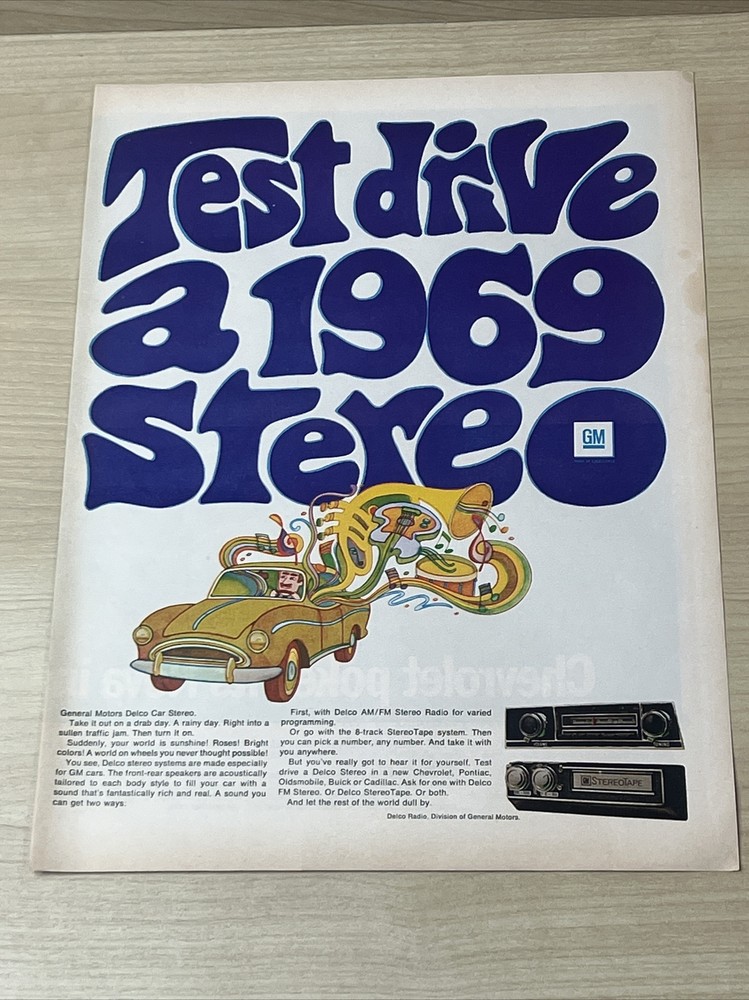 Test drive
a 1969
Stereo
GM
General Motors Delco Car Stereo.
Take it out on a drab day. A rainy day. Right into a
sullen traffic jam. Then turn it on.
Suddenly, your world is sunshine! Roses! Bright
colors! A world on wheels you never thought possible!
You see, Delco stereo systems are made especially
for GM cars. The front-rear speakers are acoustically
tailored to each body style to fill your car with a
sound that's fantastically rich and real. A sound you
can get two ways.
First, with Delco AM/FM Stereo Radio for varied
programming.
Or go with the 8-track StereoTape system. Then
you can pick a number, any number. And take it with
you anywhere.
But you've really got to hear it for yourself. Test
drive a Delco Stereo in a new Chevrolet, Pontiac,
Oldsmobile, Buick or Cadillac. Ask for one with Delco
FM Stereo. Or Delco StereoTape. Or both.
And let the rest of the world dull by.
Delco Radio, Division of General Motors.
VOLUME
TUNING
STEREOTAPE